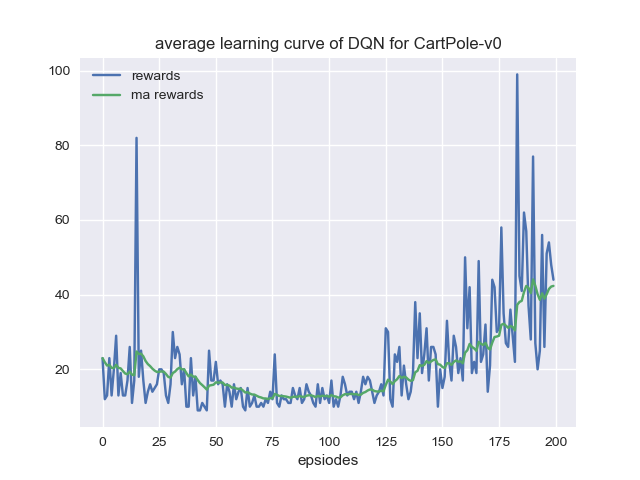 average learning curve of DQN for CartPole-v0
rewards
ma rewards
100
80
60
40
20
0 25 50 75 100 125 150 175 200
epsiodes